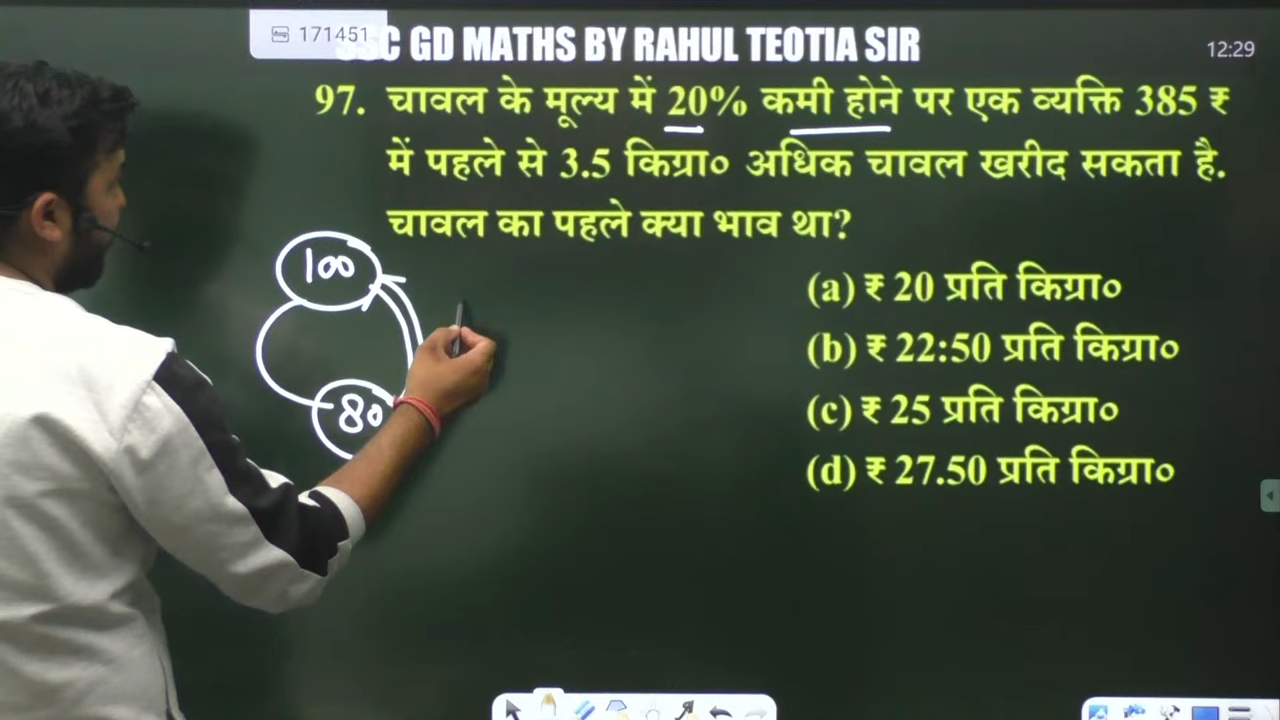 171451
SSC GD MATHS BY RAHUL TEOTIA SIR
12:29
97. चावल के मूल्य में 20% कमी होने पर एक व्यक्ति 385 ₹
में पहले से 3.5 किग्रा० अधिक चावल खरीद सकता है.
चावल का पहले क्या भाव था?
100
80
(a) ₹ 20 प्रति किग्रा०
(b) ₹ 22:50 प्रति किग्रा०
(c) ₹ 25 प्रति किग्रा०
(d) ₹ 27.50 प्रति किग्रा०